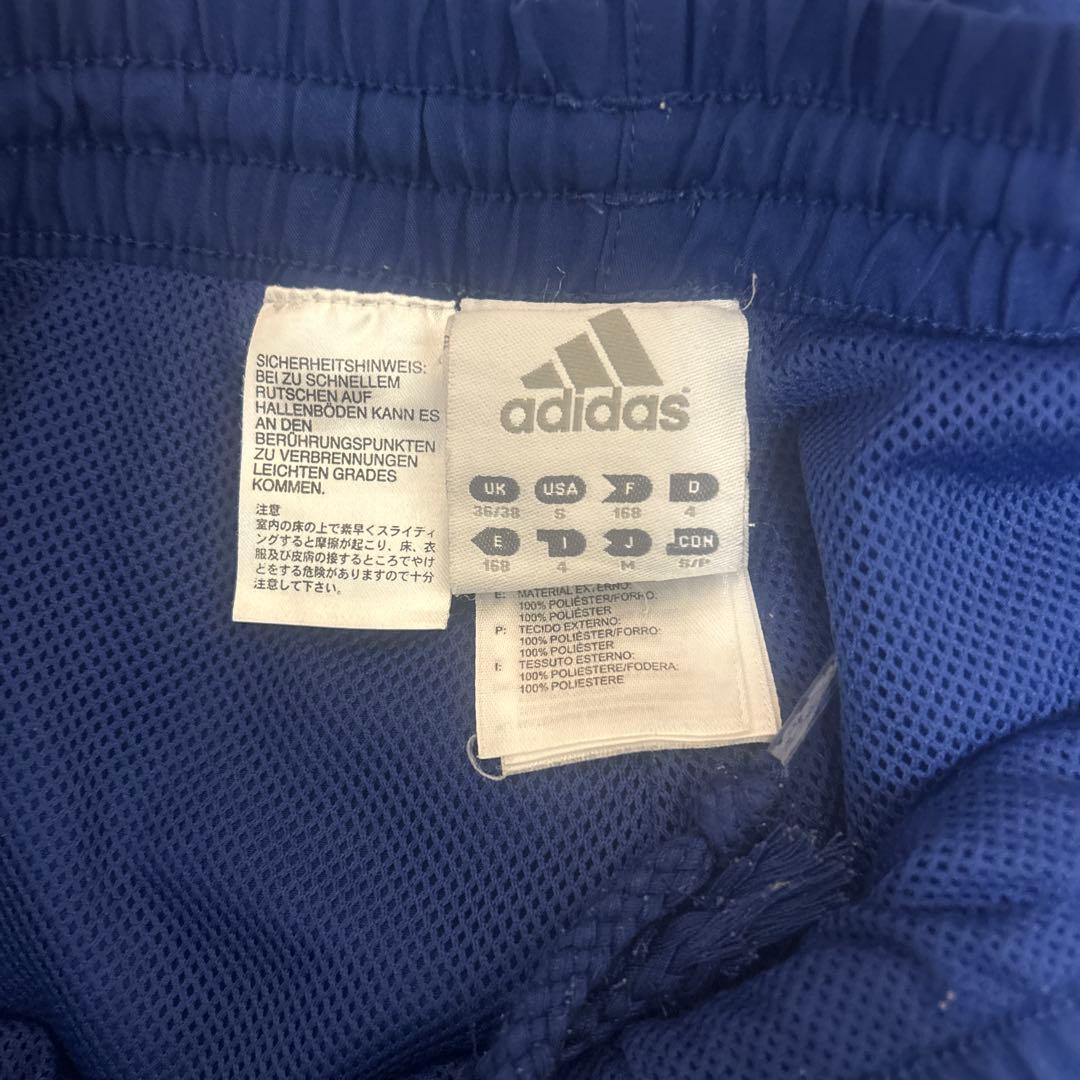 SICHERHEITSHINWEIS:
BEI ZU SCHNELLEM
RUTSCHEN AUF
HALLENBÖDEN KANN ES
AN DEN
BERÜHRUNGSPUNKTEN
ZU VERBRENNUNGEN
LEICHTEN GRADES
KOMMEN.
注意
室内の床の上で素早くスライティ
ングすると摩擦が起こり、床、衣
服及び皮膚の接するところでやけ
どをする危険がありますので十分
注意して下さい。
adidas
UK USA F D
36/38 S 168 4
E I J CDN
168 4 M S/P
E: MATERIAL EXTERNO:
100% POLIÉSTER/FORRO:
100% POLIÉSTER
P: TECIDO EXTERNO:
100% POLIÉSTER/FORRO:
100% POLIÉSTER
I: TESSUTO ESTERNO:
100% POLIESTERE/FODERA:
100% POLIESTERE